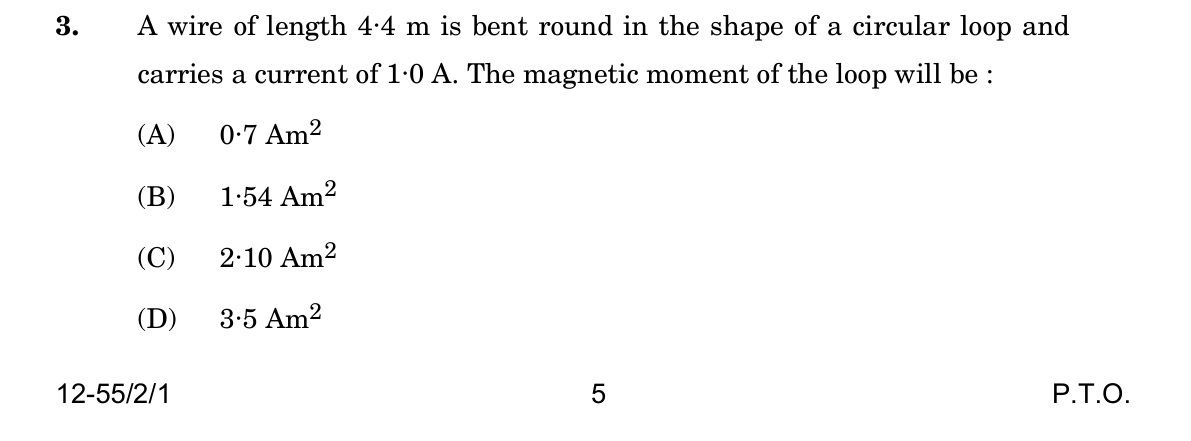 3. A wire of length 4·4 m is bent round in the shape of a circular loop and
carries a current of 1·0 A. The magnetic moment of the loop will be :
(A) 0·7 Am²
(B) 1·54 Am²
(C) 2·10 Am²
(D) 3·5 Am²
12-55/2/1 5 P.T.O.